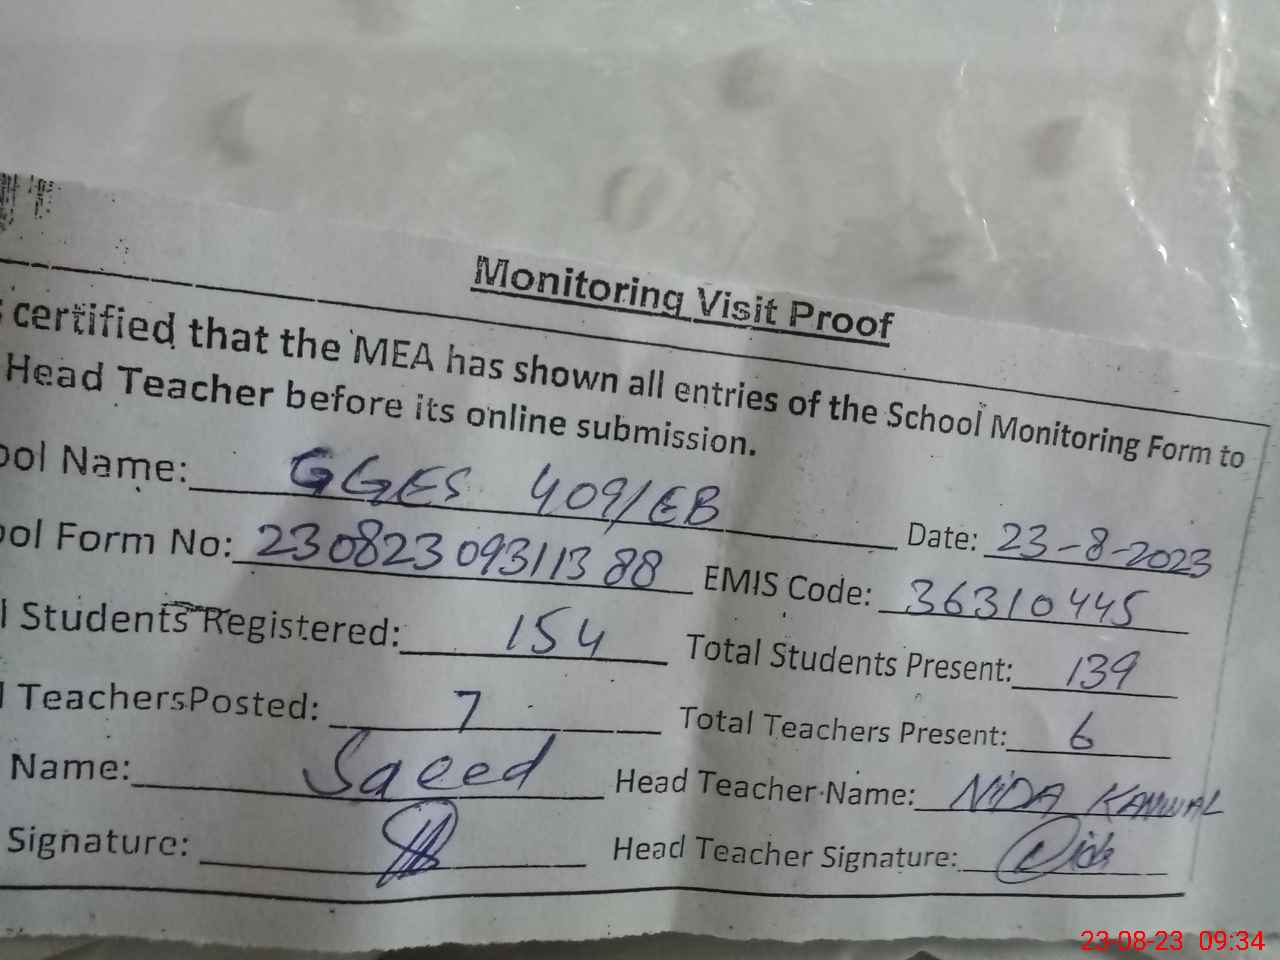 Monitoring Visit Proof
certified that the MEA has shown all entries of the School Monitoring Form to
Head Teacher before its online submission.
ool Name: GGES 409/EB Date: 23-8-2023
ool Form No: 23082309311388 EMIS Code: 36310445
l Students Registered: 154 Total Students Present: 139
l TeachersPosted: 7 Total Teachers Present: 6
Name: Saeed Head Teacher Name: NIDA KANWAL
Signature: Head Teacher Signature: Nida
23-08-23 09:34